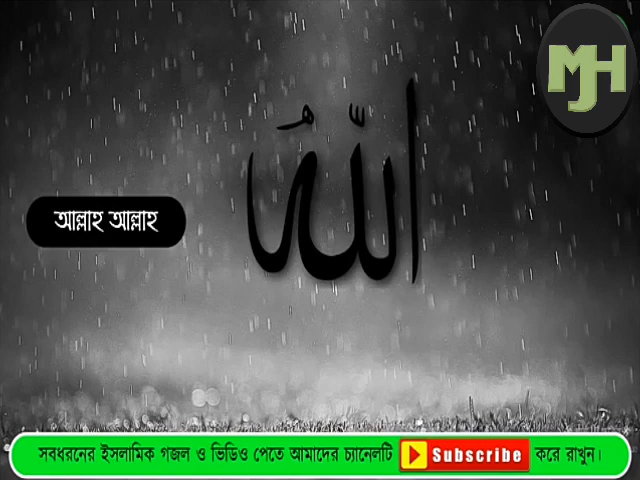 MJH
الله
আল্লাহ আল্লাহ
সবধরনের ইসলামিক গজল ও ভিডিও পেতে আমাদের চ্যানেলটি Subscribe করে রাখুন।